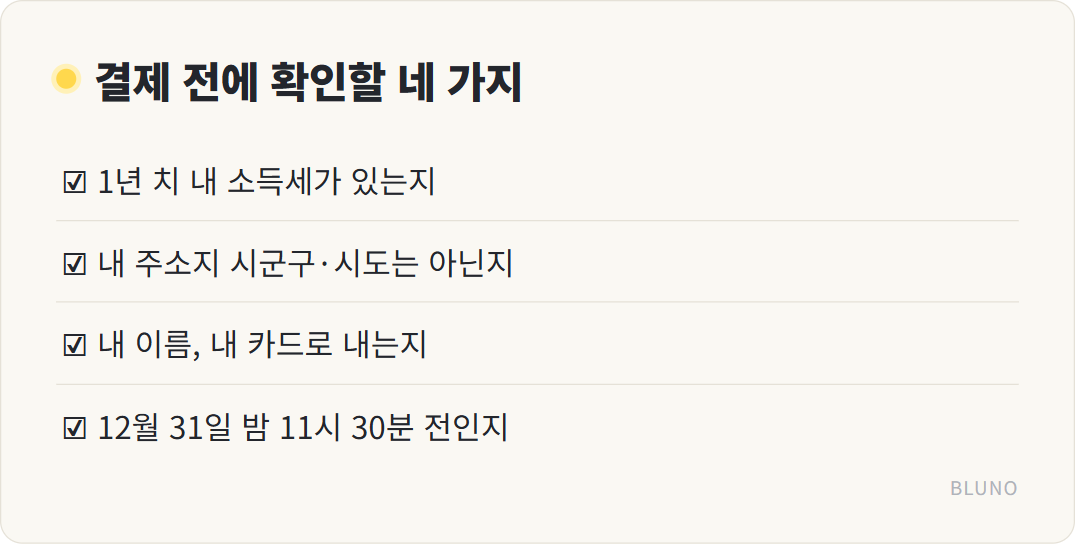 결제 전에 확인할 네 가지
☑ 1년 치 내 소득세가 있는지
☑ 내 주소지 시군구·시도는 아닌지
☑ 내 이름, 내 카드로 내는지
☑ 12월 31일 밤 11시 30분 전인지
BLUNO